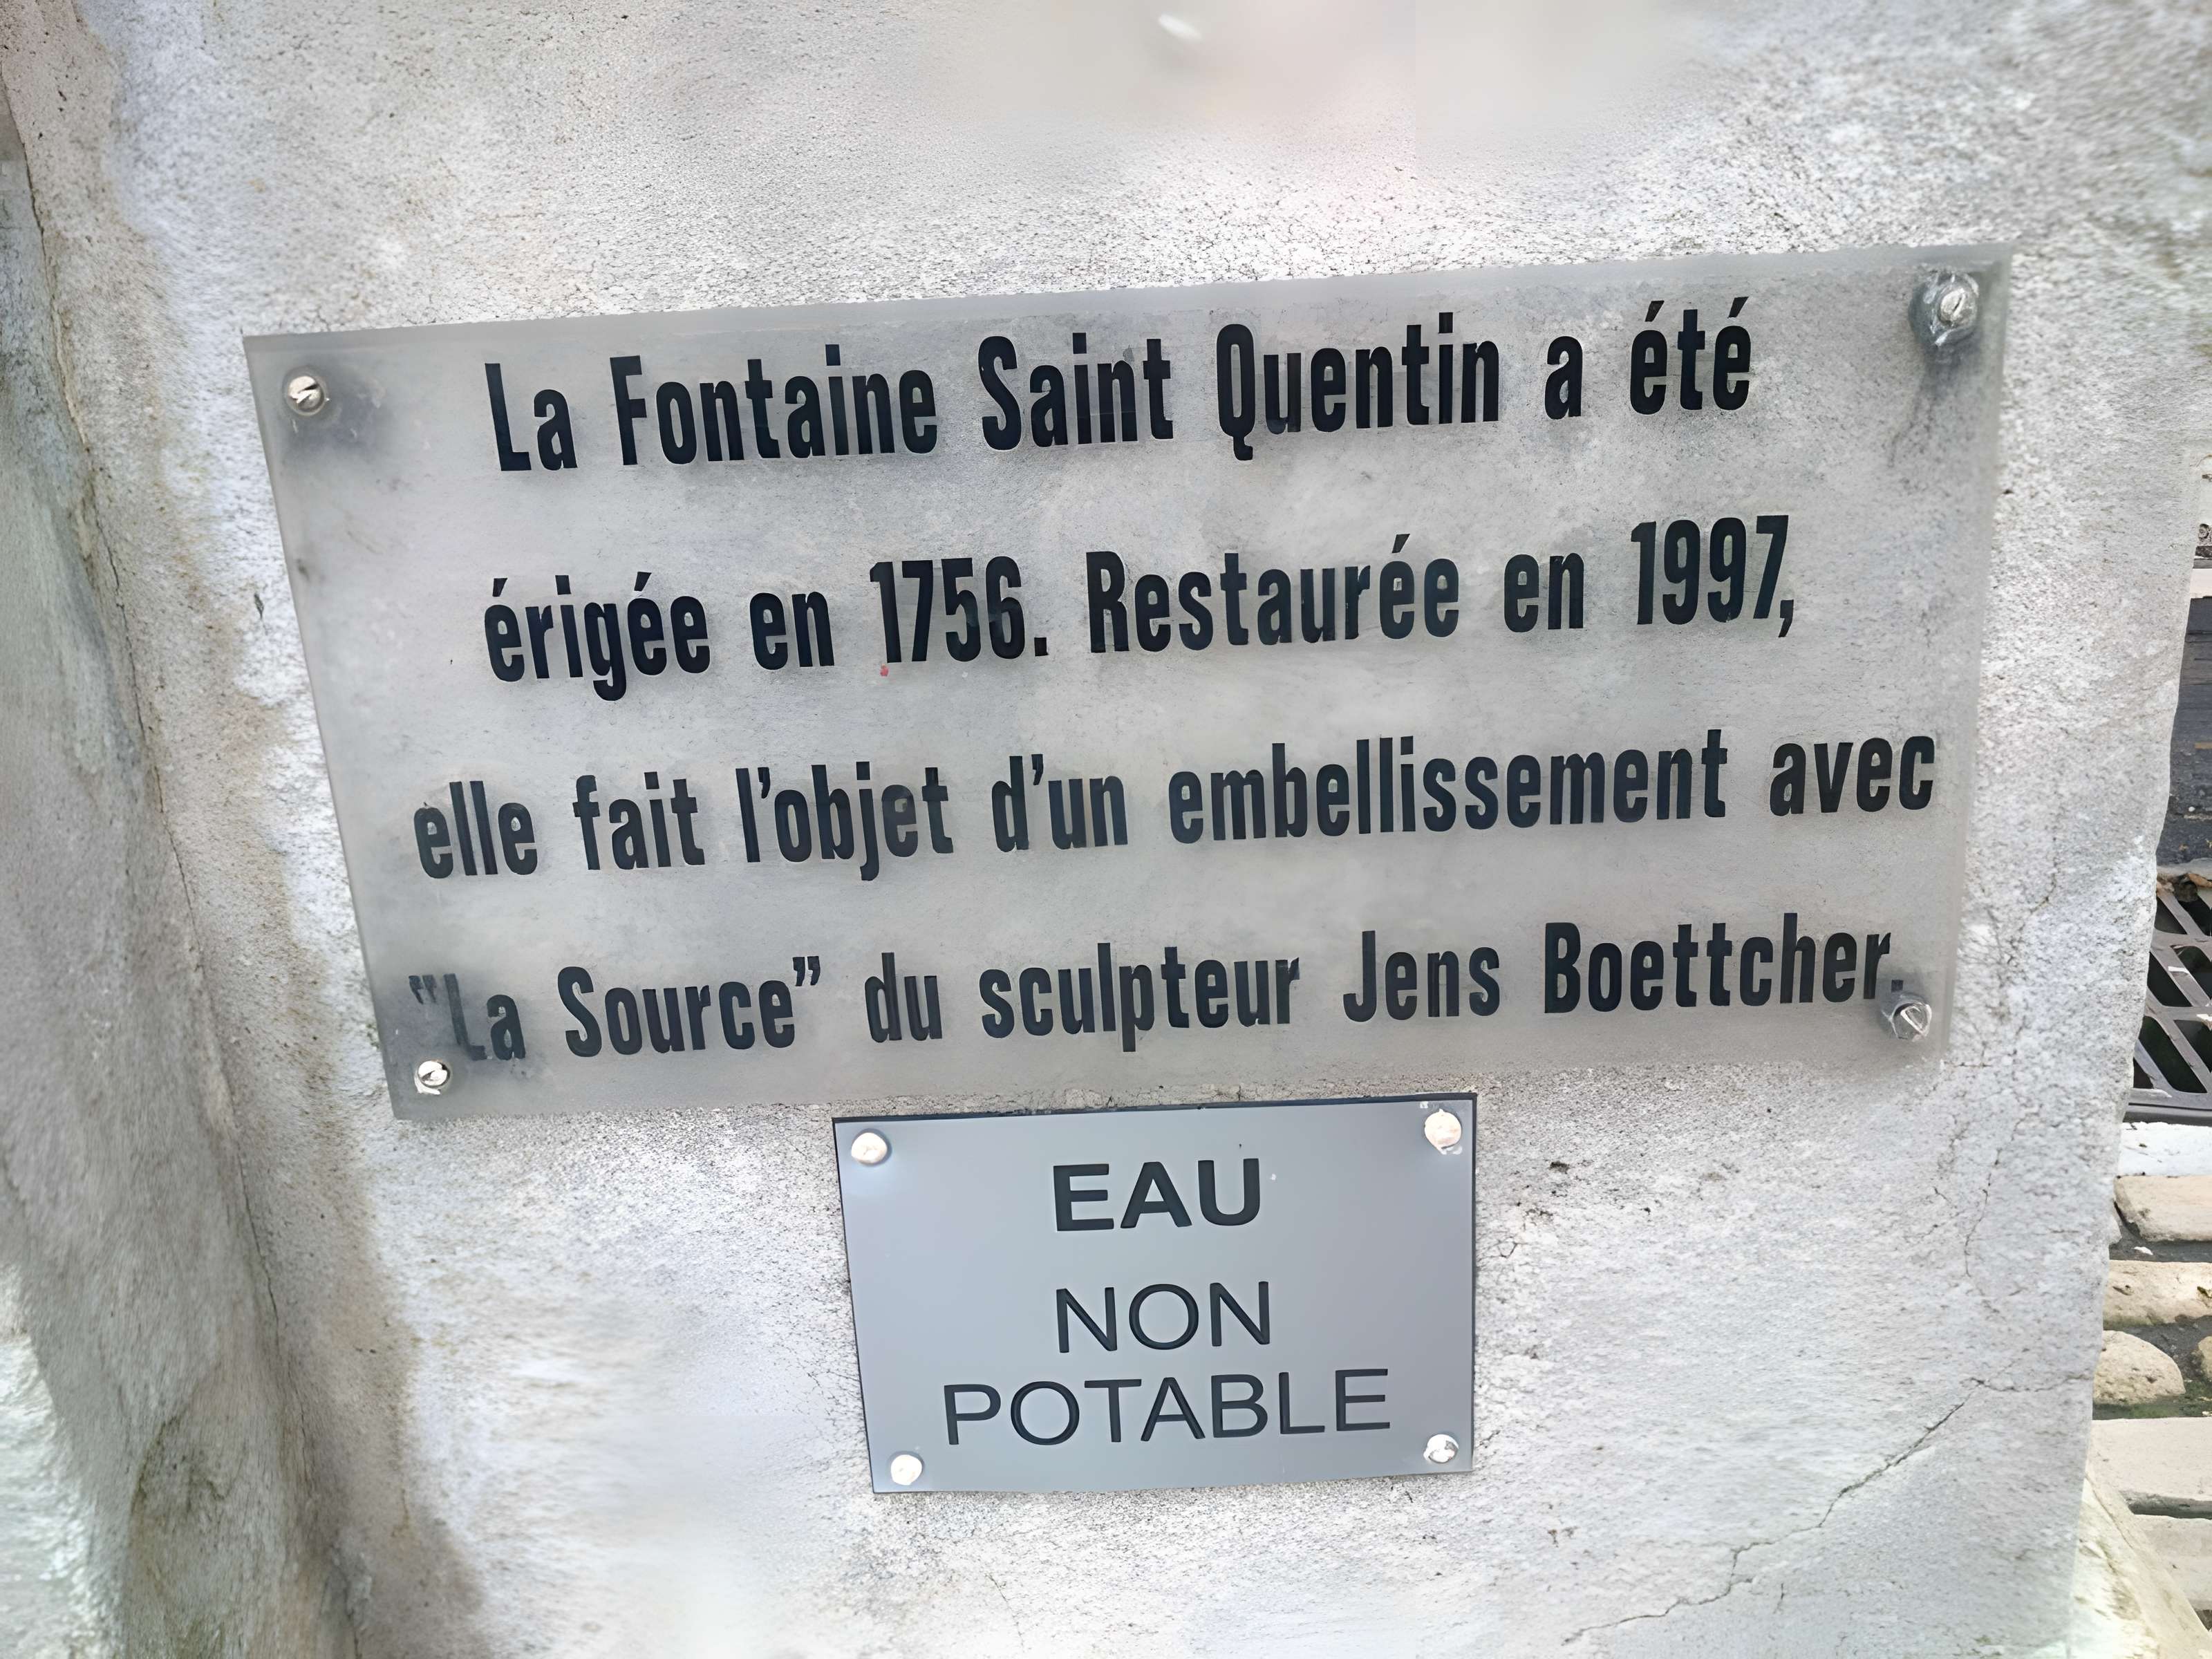 La Fontaine Saint Quentin a été
érigée en 1756. Restaurée en 1997,
elle fait l'objet d'un embellissement avec
"La Source” du sculpteur Jens Boettcher.
EAU
NON
POTABLE